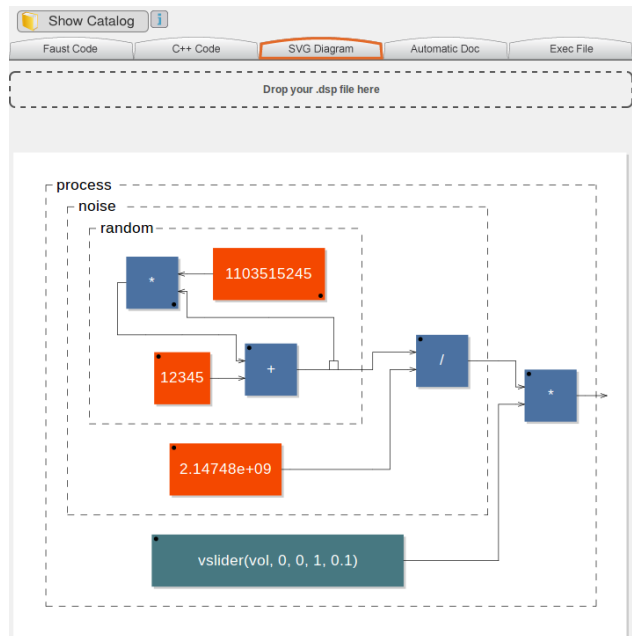 Show Catalog i
Faust Code C++ Code SVG Diagram Automatic Doc Exec File
Drop your .dsp file here
process
noise
random
* 1103515245
12345 + / *
2.14748e+09
vslider(vol, 0, 0, 1, 0.1)